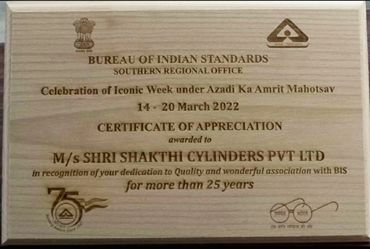 BUREAU OF INDIAN STANDARDS
SOUTHERN REGIONAL OFFICE
Celebration of Iconic Week under Azadi Ka Amrit Mahotsav
14 - 20 March 2022
CERTIFICATE OF APPRECIATION
awarded to
M/s SHRI SHAKTHI CYLINDERS PVT LTD
in recognition of your dedication to Quality and wonderful association with BIS
for more than 25 years
75